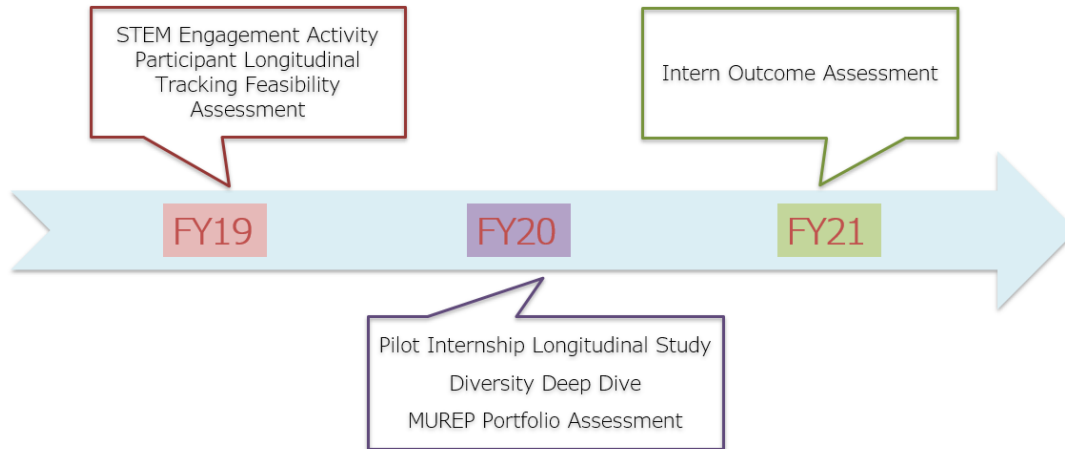 STEM Engagement Activity
Participant Longitudinal
Tracking Feasibility
Assessment
Intern Outcome Assessment
FY19
FY20
FY21
Pilot Internship Longitudinal Study
Diversity Deep Dive
MUREP Portfolio Assessment